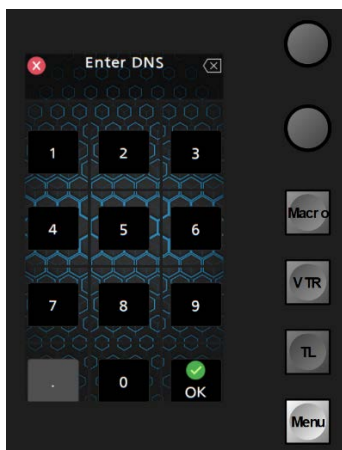 Enter DNS
1 2 3
Macro
4 5 6
VTR
7 8 9
TL
. 0 OK
Menu